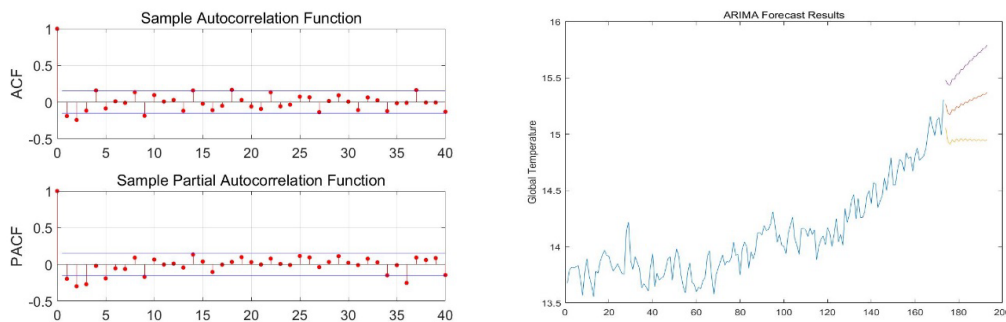 Sample Autocorrelation Function
1
0.5
0
-0.5
ACF
0 5 10 15 20 25 30 35 40
Sample Partial Autocorrelation Function
1
0.5
0
-0.5
PACF
0 5 10 15 20 25 30 35 40
ARIMA Forecast Results
15.5
15
14.5
14
13.5
Global Temperature
0 20 40 60 80 100 120 140 160 180 200